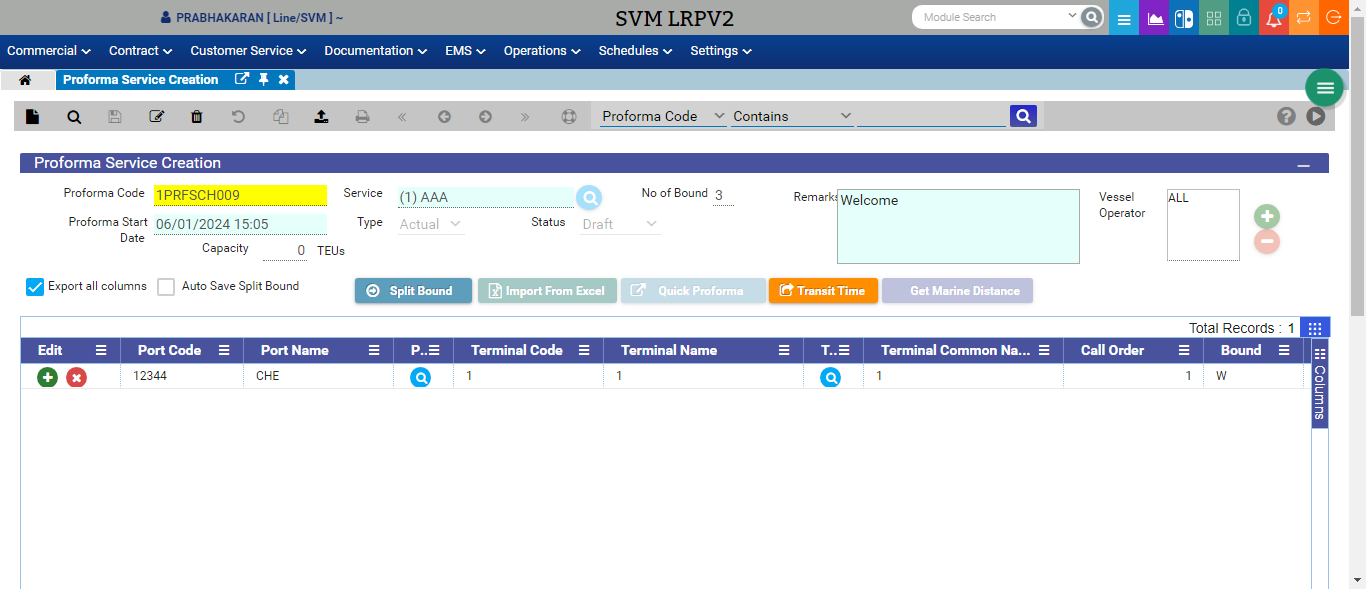 PRABHAKARAN [ Line/SVM ] ~
SVM LRPV2
Module Search
0
Commercial Contract Customer Service Documentation EMS Operations Schedules Settings
Proforma Service Creation
Proforma Code Contains
Proforma Service Creation
Proforma Code 1PRFSCH009 Service (1) AAA No of Bound 3 Remarks Welcome Vessel Operator ALL
Proforma Start Date 06/01/2024 15:05 Type Actual Status Draft
Capacity 0 TEUs
Export all columns Auto Save Split Bound Split Bound Import From Excel Quick Proforma Transit Time Get Marine Distance
Total Records : 1
Edit Port Code Port Name P.. Terminal Code Terminal Name T.. Terminal Common Na... Call Order Bound
12344 CHE 1 1 1 1 W
Columns